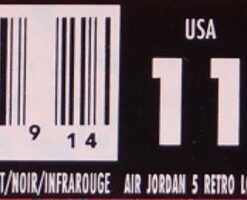 USA
11
9 14
/NOIR/INFRAROUGE AIR JORDAN 5 RETRO